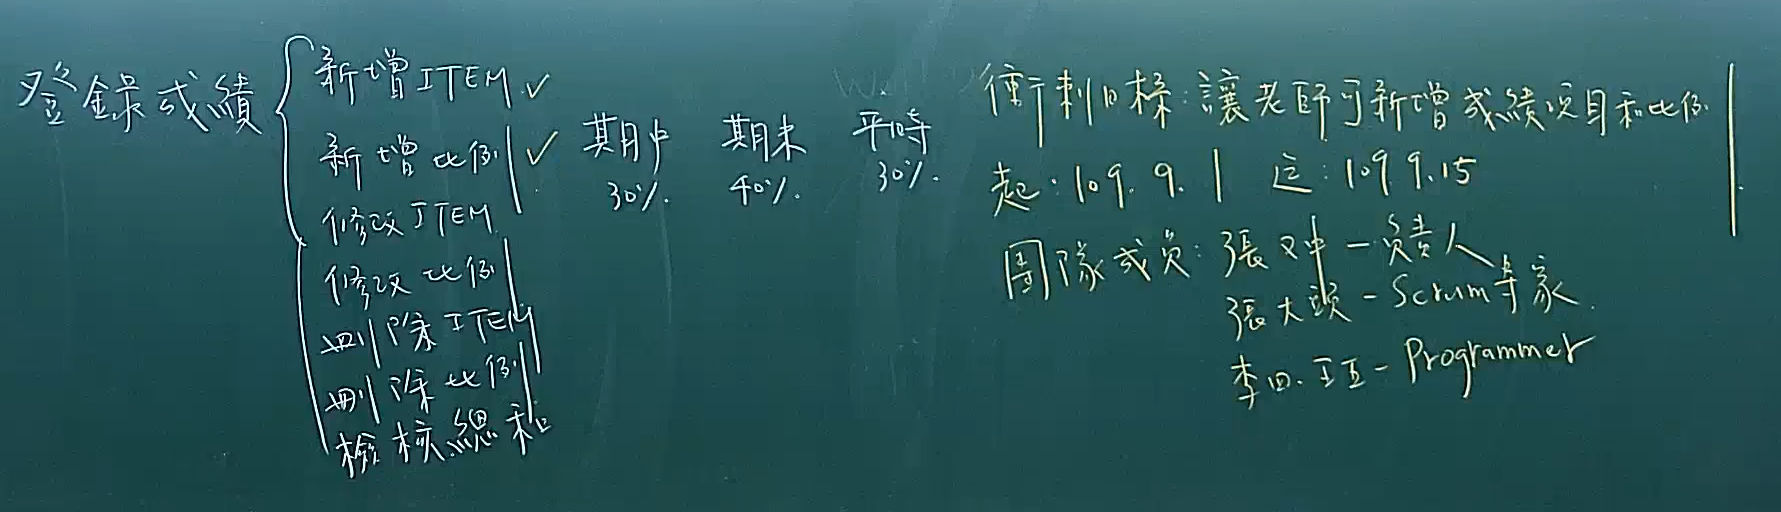 登錄成績
新增ITEM ✓
新增比例 ✓
修改ITEM
修改比例
刪除ITEM
刪除比例
檢核總和
期中 期末 平時
30% 40% 30%
衝刺目標:讓老師可新增成績項目和比例
起:109.9.1 迄:109 9.15
團隊成員:張又中-負責人
張大頭-Scrum專家
李四.王五-Programmer